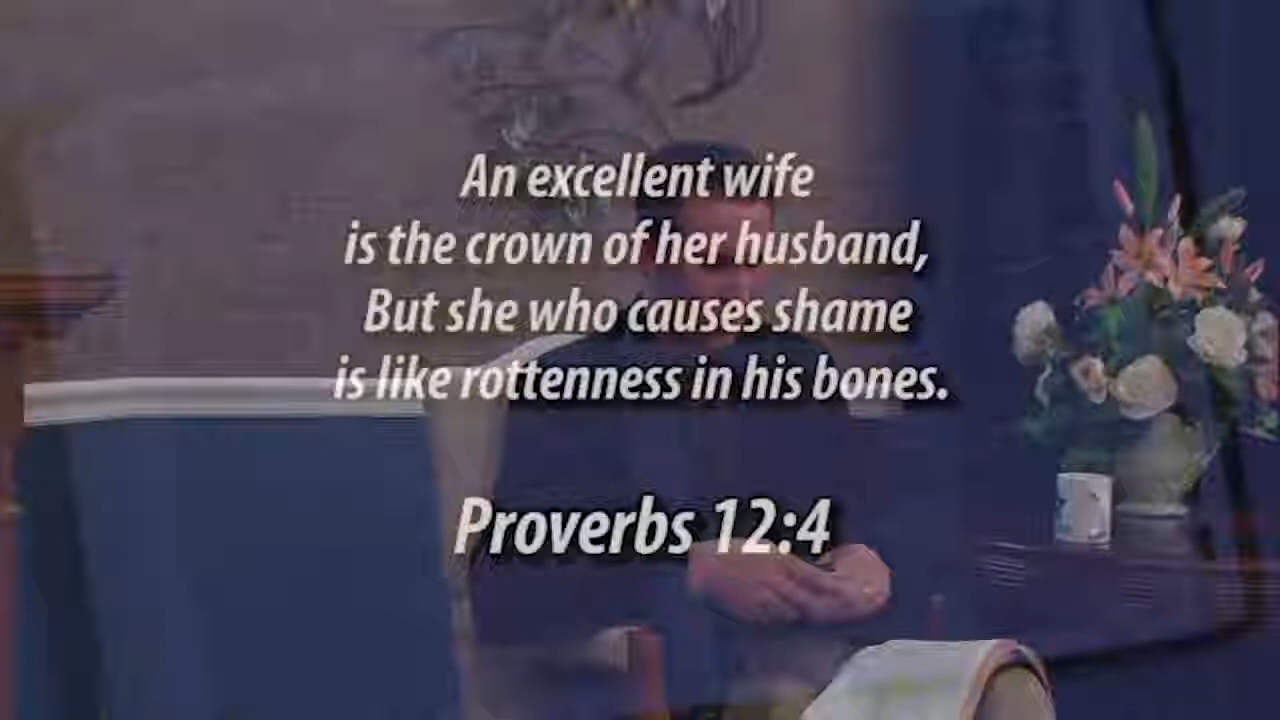 An excellent wife
is the crown of her husband,
But she who causes shame
is like rottenness in his bones.
Proverbs 12:4